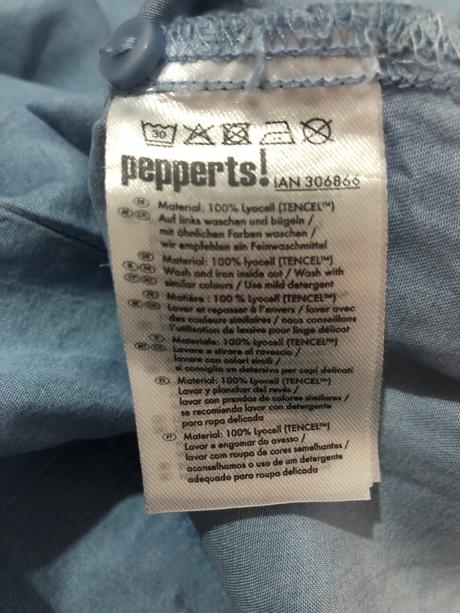 30
pepperts! IAN 306866
DE Material: 100% Lyocell (TENCEL™)
Auf links waschen und bügeln /
mit ähnlichen Farben waschen /
wir empfehlen ein Feinwaschmittel
Material: 100% lyocell (TENCEL™)
Wash and iron inside out / Wash with
similar colours / Use mild detergent
FR Matière : 100 % Lyocell (TENCEL™)
Laver et repasser à l'envers / laver avec
des couleurs similaires / nous conseillons
l'utilisation de lessive pour linge délicat
IT Materiale: 100% Lyocell (TENCEL™)
Lavare e stirare al rovescio /
lavare con colori simili /
si consiglia un detersivo per capi delicati
ES Material: 100% Lyocell (TENCEL™)
Lavar y planchar del revés /
lavar con prendas de colores similares /
se recomienda lavar con detergente
para ropa delicada
PT Material: 100% Lyocell (TENCEL™)
Lavar e engomar do avesso /
lavar com roupa de cores semelhantes /
aconselhamos o uso de um detergente
adequado para roupa delicada